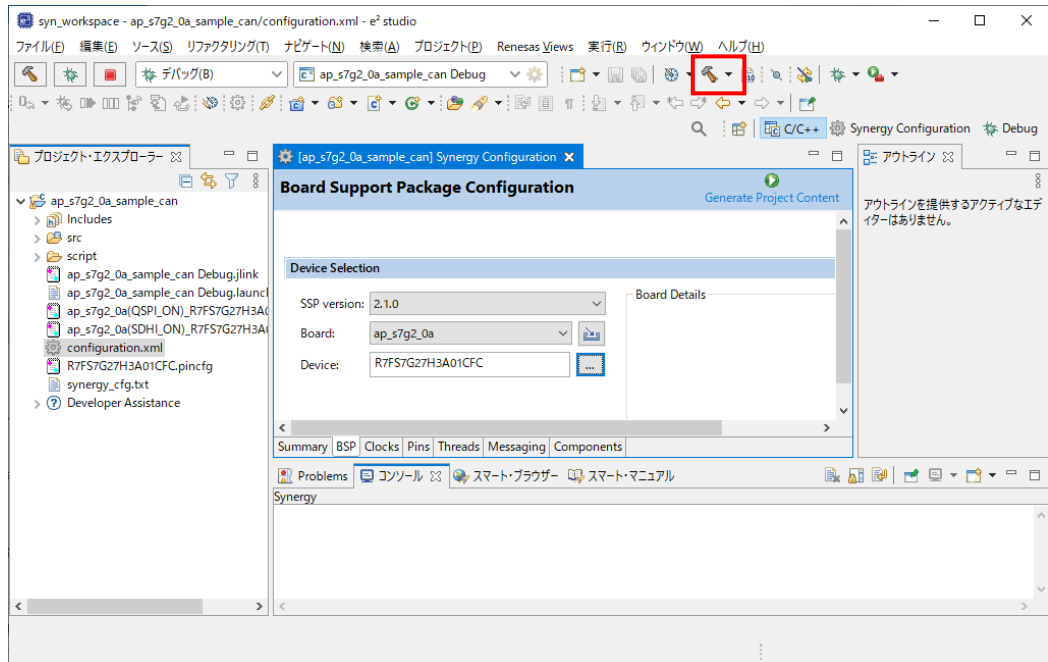 syn_workspace - ap_s7g2_0a_sample_can/configuration.xml - e² studio
ファイル(F) 編集(E) ソース(S) リファクタリング(T) ナビゲート(N) 検索(A) プロジェクト(P) Renesas Views 実行(R) ウィンドウ(W) ヘルプ(H)
デバッグ(B) ap_s7g2_0a_sample_can Debug
C/C++ Synergy Configuration Debug
プロジェクト・エクスプローラー
ap_s7g2_0a_sample_can
Includes
src
script
ap_s7g2_0a_sample_can Debug.jlink
ap_s7g2_0a_sample_can Debug.launcl
ap_s7g2_0a(QSPI_ON)_R7FS7G27H3A0
ap_s7g2_0a(SDHI_ON)_R7FS7G27H3A0
configuration.xml
R7FS7G27H3A01CFC.pincfg
synergy_cfg.txt
Developer Assistance
[ap_s7g2_0a_sample_can] Synergy Configuration
Board Support Package Configuration
Generate Project Content
Device Selection
SSP version: 2.1.0
Board: ap_s7g2_0a
Device: R7FS7G27H3A01CFC ...
Board Details
Summary BSP Clocks Pins Threads Messaging Components
アウトライン
アウトラインを提供するアクティブなエデ
ィターはありません。
Problems コンソール スマート・ブラウザー スマート・マニュアル
Synergy